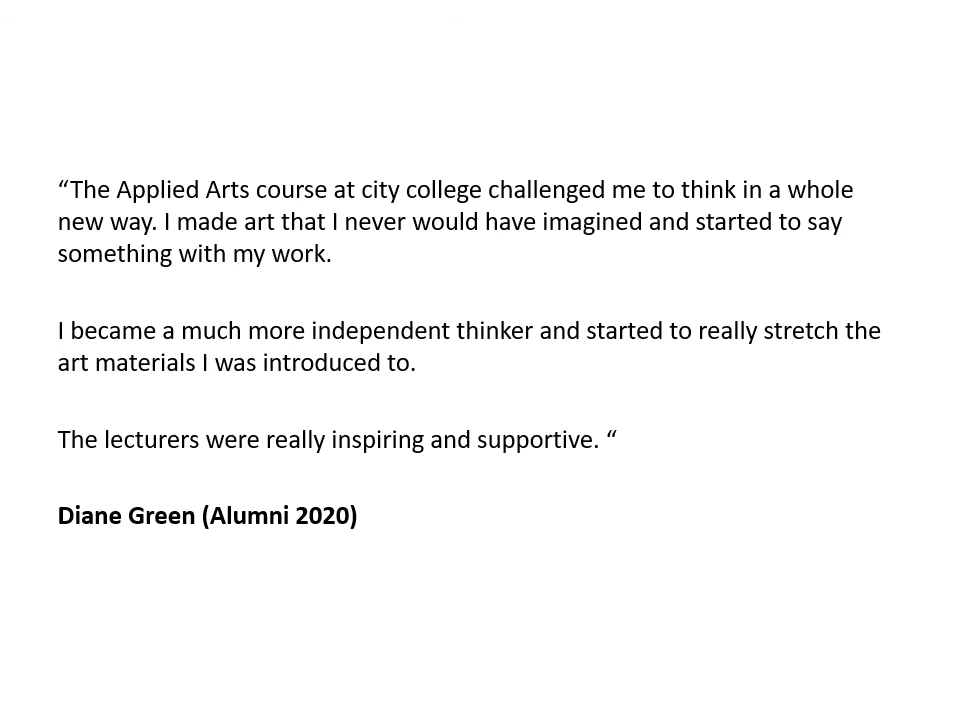 “The Applied Arts course at city college challenged me to think in a whole
new way. I made art that I never would have imagined and started to say
something with my work.
I became a much more independent thinker and started to really stretch the
art materials I was introduced to.
The lecturers were really inspiring and supportive. “
Diane Green (Alumni 2020)